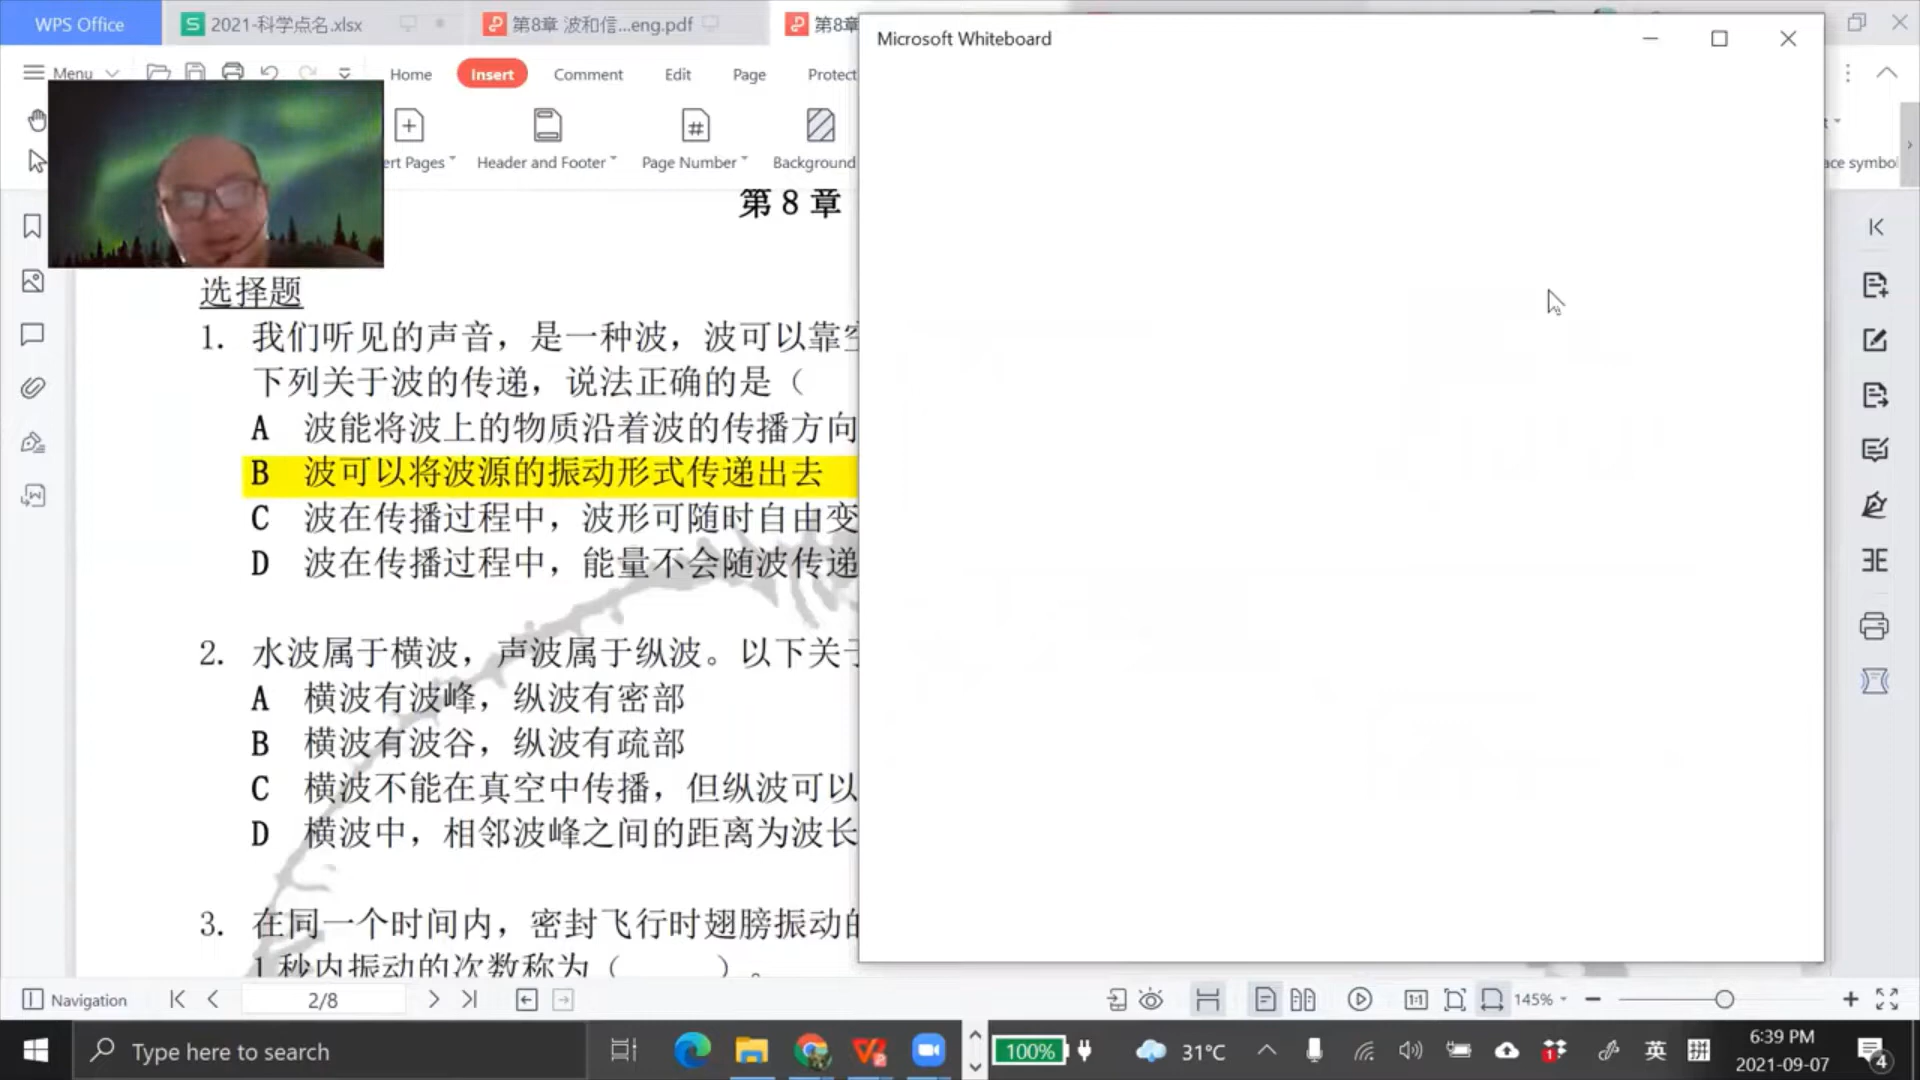 WPS Office
2021-科学点名.xlsx
第8章 波和信...eng.pdf
第8章
Microsoft Whiteboard
Menu
Home
Insert
Comment
Edit
Page
Protect
ert Pages
Header and Footer
Page Number
Background
ace symbol
第 8 章
选择题
1. 我们听见的声音，是一种波，波可以靠空
下列关于波的传递，说法正确的是（
A 波能将波上的物质沿着波的传播方向
B 波可以将波源的振动形式传递出去
C 波在传播过程中，波形可随时自由变
D 波在传播过程中，能量不会随波传递
2. 水波属于横波，声波属于纵波。以下关于
A 横波有波峰，纵波有密部
B 横波有波谷，纵波有疏部
C 横波不能在真空中传播，但纵波可以
D 横波中，相邻波峰之间的距离为波长
3. 在同一个时间内，密封飞行时翅膀振动的
1 秒内振动的次数称为（ ）。
Navigation
2/8
1:1
145%
Type here to search
100%
31°C
英
拼
6:39 PM
2021-09-07
4